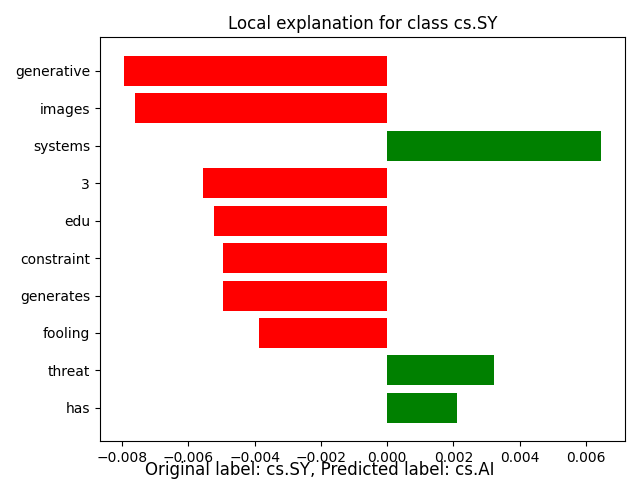 Local explanation for class cs.SY
generative
images
systems
3
edu
constraint
generates
fooling
threat
has
−0.008 −0.006 −0.004 −0.002 0.000 0.002 0.004 0.006
Original label: cs.SY, Predicted label: cs.AI